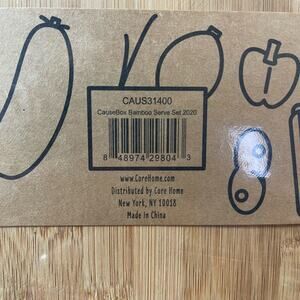 CAUS31400
CauseBox Bamboo Serve Set 2020
8 48974 29804 3
www.CoreHome.com
Distributed by Core Home
New York, NY 10018
Made in China